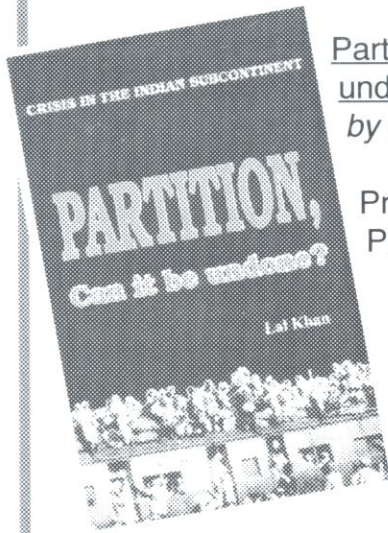 CRISIS IN THE INDIAN SUBCONTINENT
PARTITION,
Can it be undone?
Lal Khan
Part
und
by
Pr
P